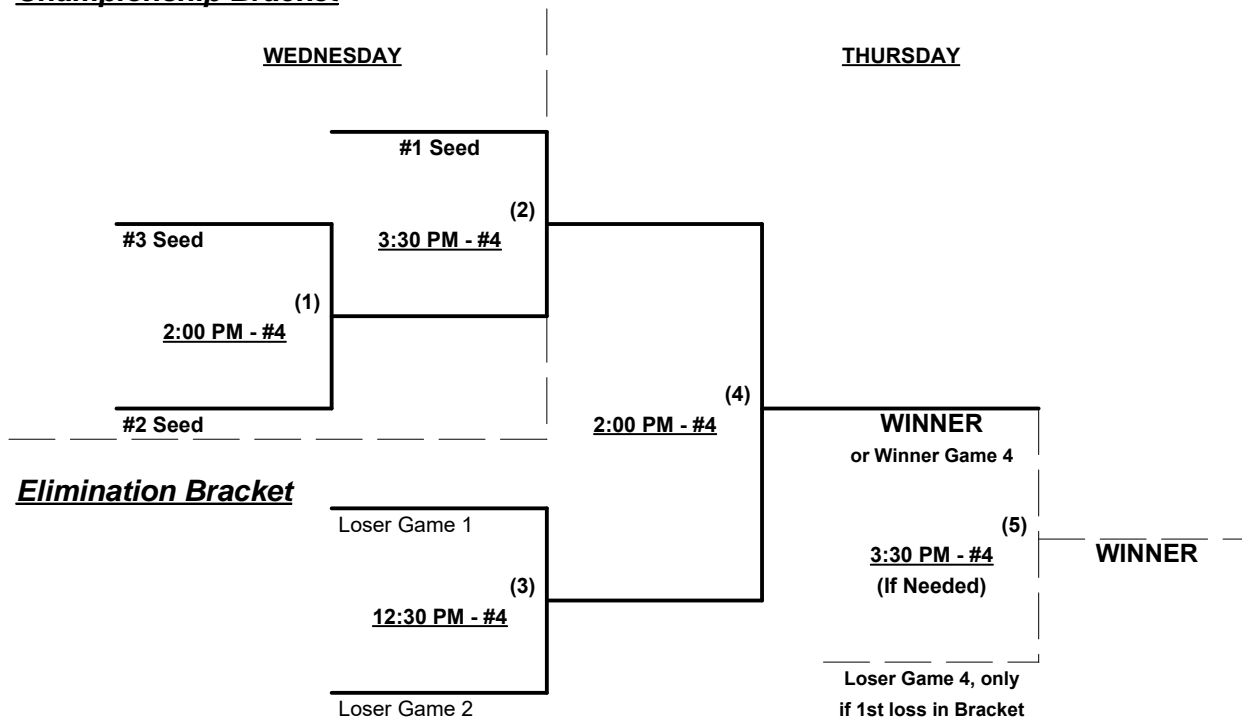 WEDNESDAY
THURSDAY
#1 Seed
(2)
3:30 PM - #4
#3 Seed
(1)
2:00 PM - #4
#2 Seed
(4)
2:00 PM - #4
WINNER
or Winner Game 4
Elimination Bracket
Loser Game 1
(3)
12:30 PM - #4
Loser Game 2
(5)
3:30 PM - #4
(If Needed)
WINNER
Loser Game 4, only
if 1st loss in Bracket